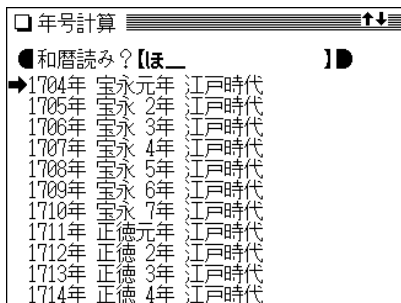 年号計算
和暦読み？【ほ__】
1704年 宝永元年 江戸時代
1705年 宝永 2年 江戸時代
1706年 宝永 3年 江戸時代
1707年 宝永 4年 江戸時代
1708年 宝永 5年 江戸時代
1709年 宝永 6年 江戸時代
1710年 宝永 7年 江戸時代
1711年 正徳元年 江戸時代
1712年 正徳 2年 江戸時代
1713年 正徳 3年 江戸時代
1714年 正徳 4年 江戸時代